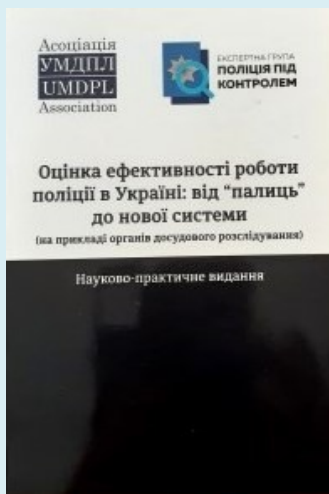 Асоціація
УМДПЛ
UMDPL
Association
ЕКСПЕРТНА ГРУПА
ПОЛІЦІЯ ПІД
КОНТРОЛЕМ
Оцінка ефективності роботи
поліції в Україні: від “палиць”
до нової системи
(на прикладі органів досудового розслідування)
Науково-практичне видання